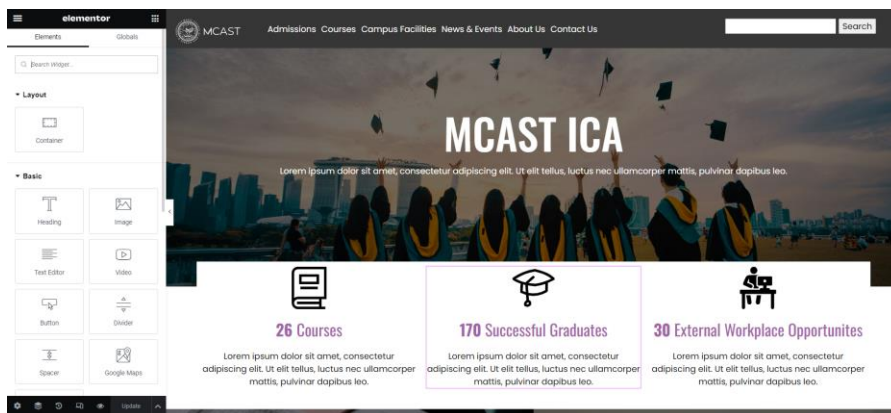 elementor
Elements Globals
Search Widget...
Layout
Container
Basic
Heading Image
Text Editor Video
Button Divider
Spacer Google Maps
Update
MCAST
Admissions Courses Campus Facilities News & Events About Us Contact Us
Search
MCAST ICA
Lorem ipsum dolor sit amet, consectetur adipiscing elit. Ut elit tellus, luctus nec ullamcorper mattis, pulvinar dapibus leo.
26 Courses
Lorem ipsum dolor sit amet, consectetur
adipiscing elit. Ut elit tellus, luctus nec ullamcorper
mattis, pulvinar dapibus leo.
170 Successful Graduates
Lorem ipsum dolor sit amet, consectetur
adipiscing elit. Ut elit tellus, luctus nec ullamcorper
mattis, pulvinar dapibus leo.
30 External Workplace Opportunites
Lorem ipsum dolor sit amet, consectetur
adipiscing elit. Ut elit tellus, luctus nec ullamcorper
mattis, pulvinar dapibus leo.